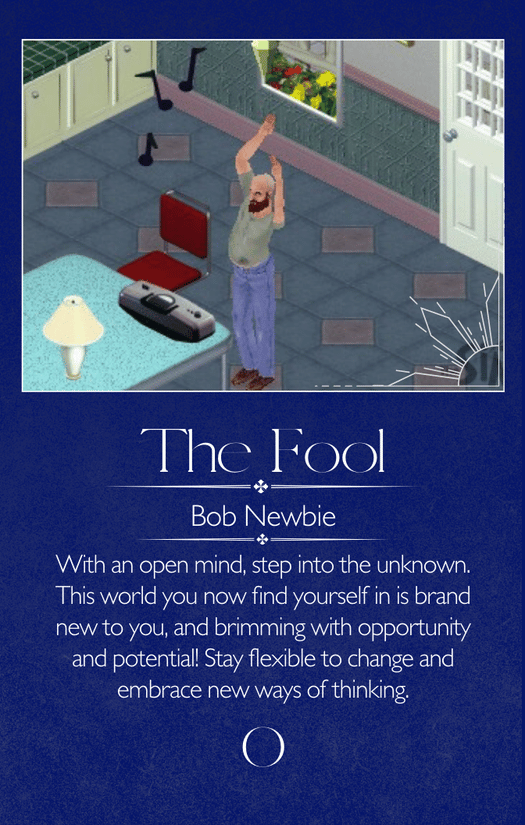 The Fool
Bob Newbie
With an open mind, step into the unknown.
This world you now find yourself in is brand
new to you, and brimming with opportunity
and potential! Stay flexible to change and
embrace new ways of thinking.
O